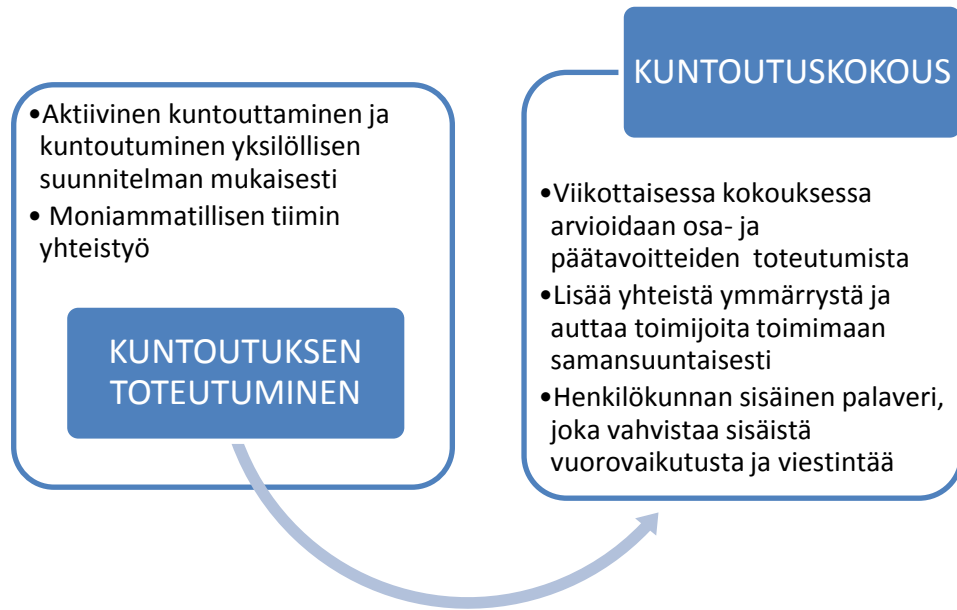 •Aktiivinen kuntouttaminen ja
kuntoutuminen yksilöllisen
suunnitelman mukaisesti
• Moniammatillisen tiimin
yhteistyö
KUNTOUTUKSEN
TOTEUTUMINEN
KUNTOUTUSKOKOUS
•Viikottaisessa kokouksessa
arvioidaan osa- ja
päätavoitteiden toteutumista
•Lisää yhteistä ymmärrystä ja
auttaa toimijoita toimimaan
samansuuntaisesti
•Henkilökunnan sisäinen palaveri,
joka vahvistaa sisäistä
vuorovaikutusta ja viestintää